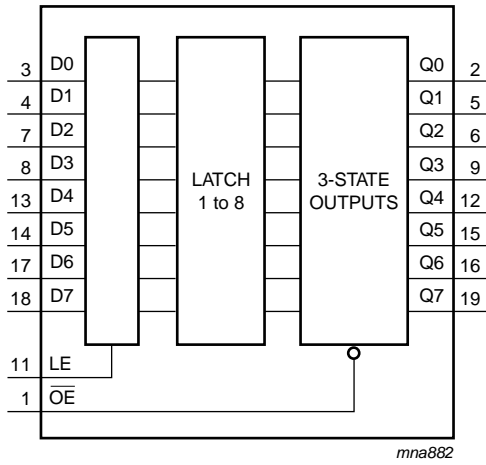 3 D0 Q0 2
4 D1 Q1 5
7 D2 Q2 6
8 D3 Q3 9
13 D4 LATCH 1 to 8 3-STATE OUTPUTS Q4 12
14 D5 Q5 15
17 D6 Q6 16
18 D7 Q7 19
11 LE
1 O̅E̅
mna882